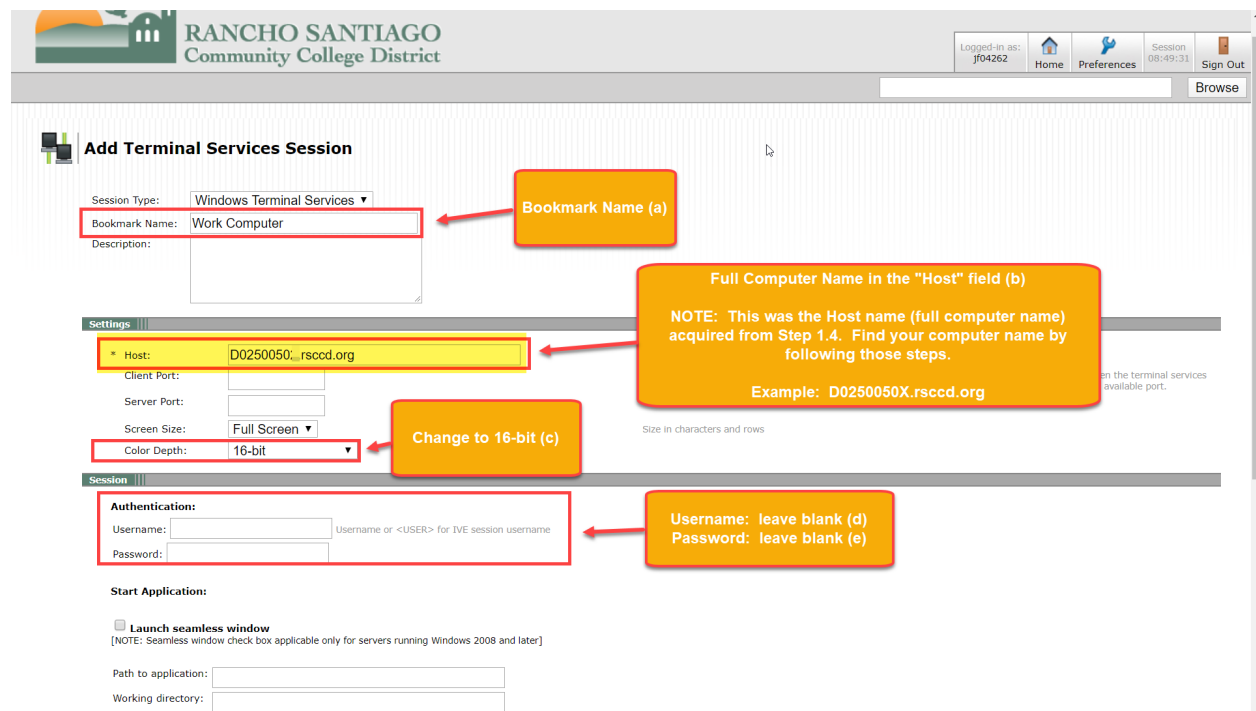 RANCHO SANTIAGO
Community College District
Logged-in as:
jf04262
Home
Preferences
Session
08:49:31
Sign Out
Browse
Add Terminal Services Session
Session Type: Windows Terminal Services
Bookmark Name: Work Computer
Bookmark Name (a)
Description:
Full Computer Name in the "Host" field (b)
NOTE: This was the Host name (full computer name)
acquired from Step 1.4. Find your computer name by
following those steps.
Example: D0250050X.rsccd.org
Settings
* Host: D0250050 rsccd.org
Client Port:
en the terminal services
available port.
Server Port:
Screen Size: Full Screen
Size in characters and rows
Color Depth: 16-bit
Change to 16-bit (c)
Session
Authentication:
Username: Username or <USER> for IVE session username
Password:
Username: leave blank (d)
Password: leave blank (e)
Start Application:
Launch seamless window
[NOTE: Seamless window check box applicable only for servers running Windows 2008 and later]
Path to application:
Working directory: